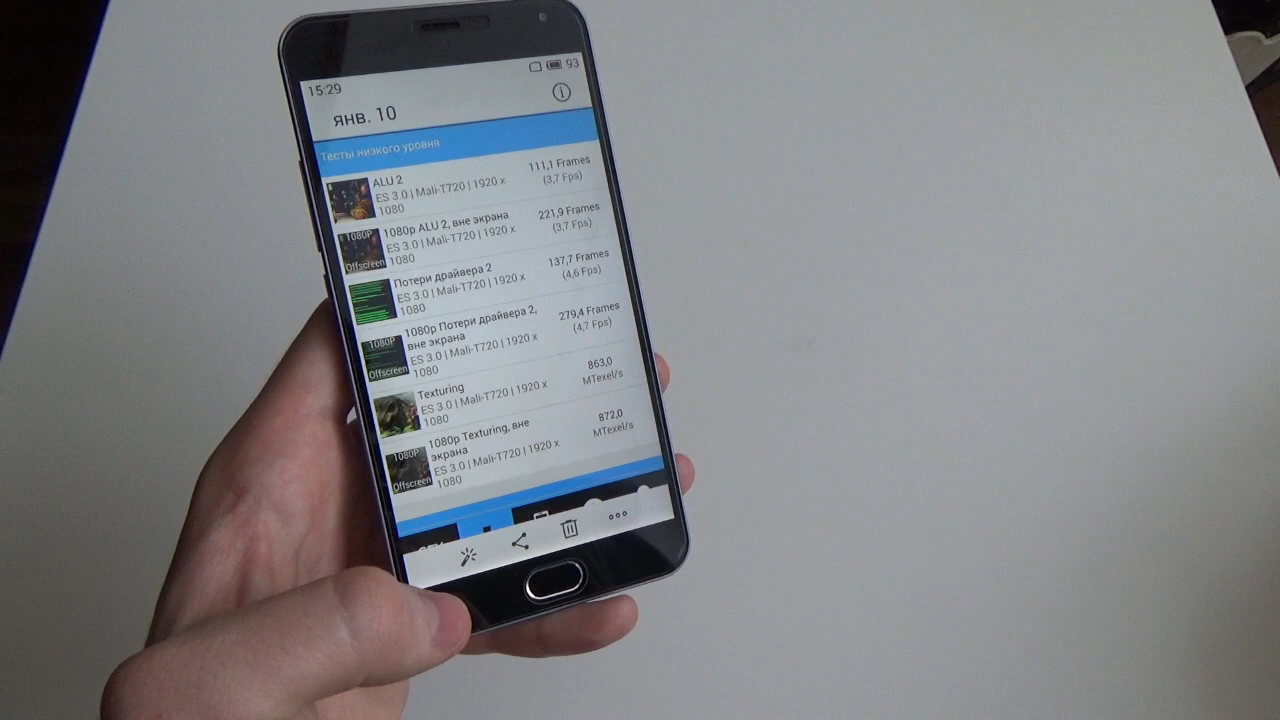 93
15:29
янв. 10
Тесты низкого уровня
ALU 2
ES 3.0 | Mali-T720 | 1920 x
1080
111,1 Frames
(3,7 Fps)
1080P
Offscreen
1080p ALU 2, вне экрана
ES 3.0 | Mali-T720 | 1920 x
1080
221,9 Frames
(3,7 Fps)
Потери драйвера 2
ES 3.0 | Mali-T720 | 1920 x
1080
137,7 Frames
(4,6 Fps)
1080P
Offscreen
1080p Потери драйвера 2,
вне экрана
ES 3.0 | Mali-T720 | 1920 x
1080
279,4 Frames
(4,7 Fps)
Texturing
ES 3.0 | Mali-T720 | 1920 x
1080
863,0
MTexel/s
1080P
Offscreen
1080p Texturing, вне
экрана
ES 3.0 | Mali-T720 | 1920 x
1080
872,0
MTexel/s